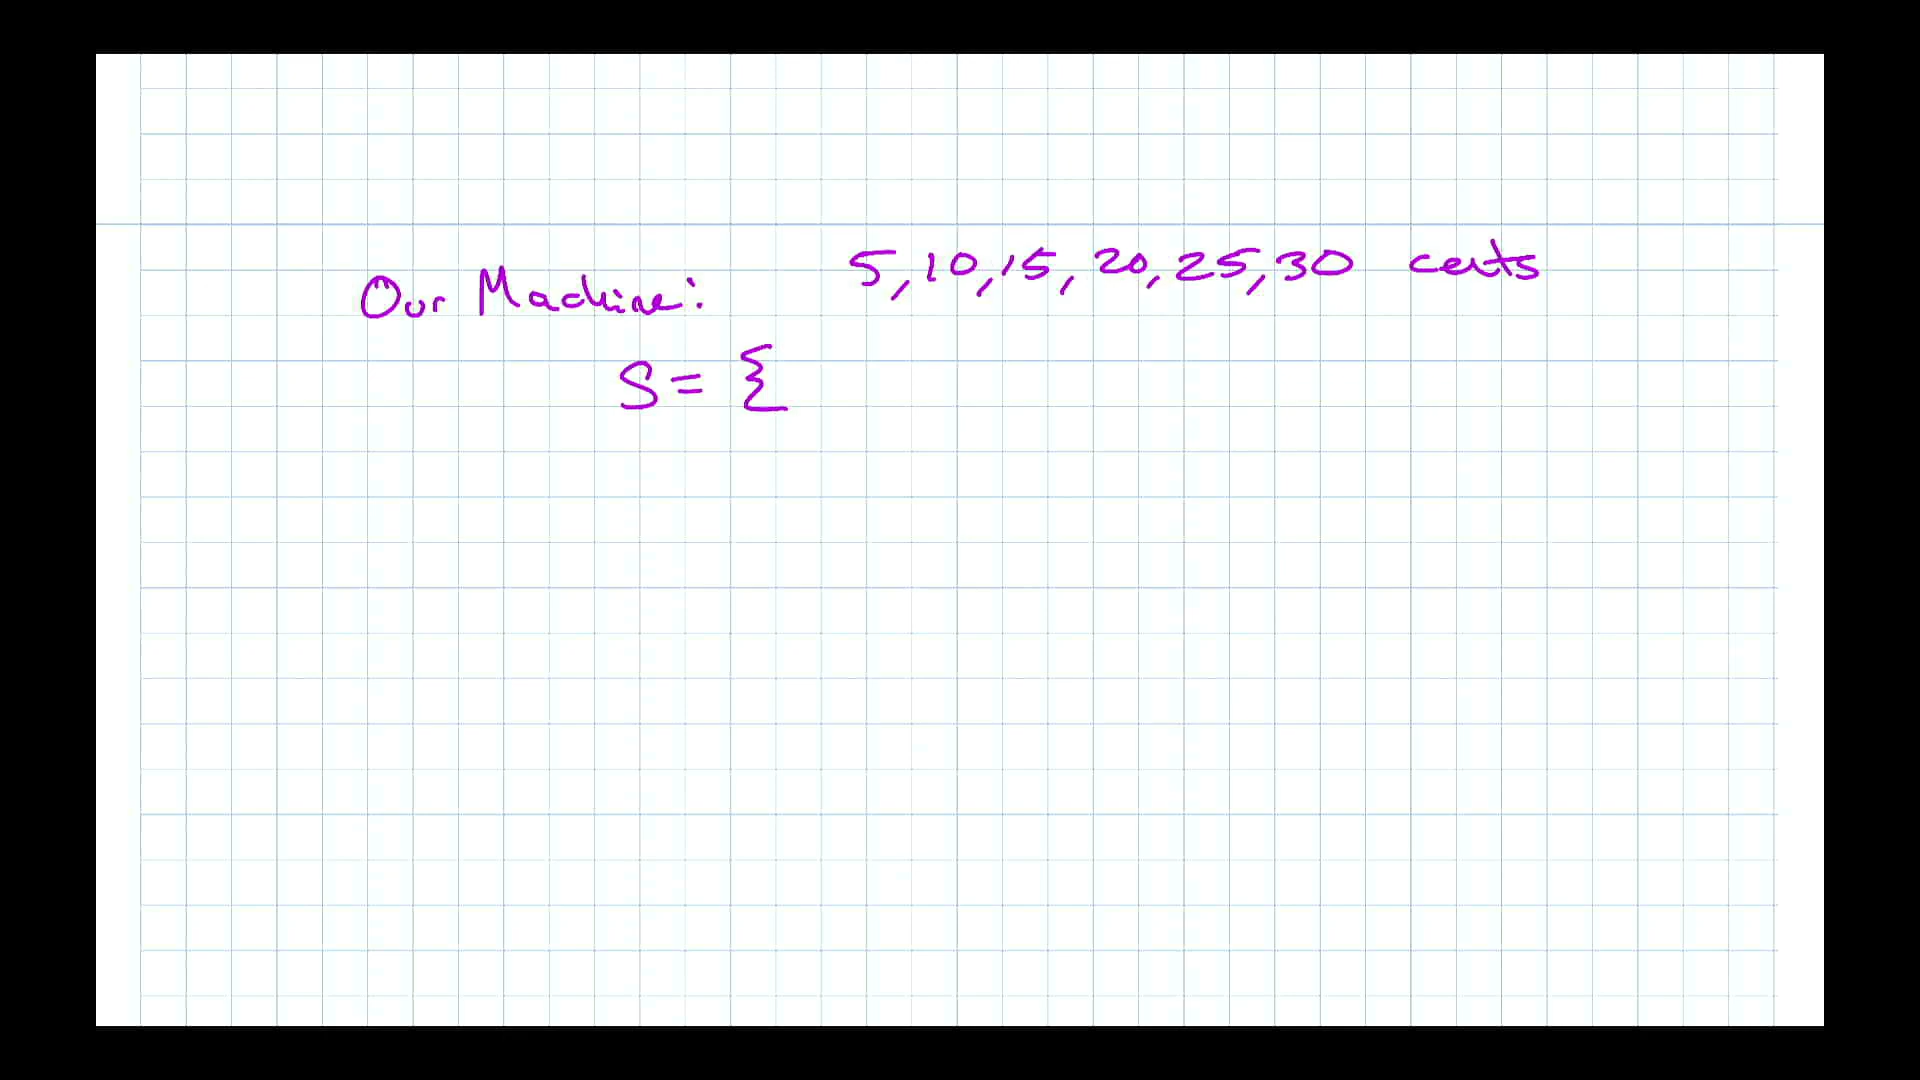 Our Machine: 5, 10, 15, 20, 25, 30 cents
S = {